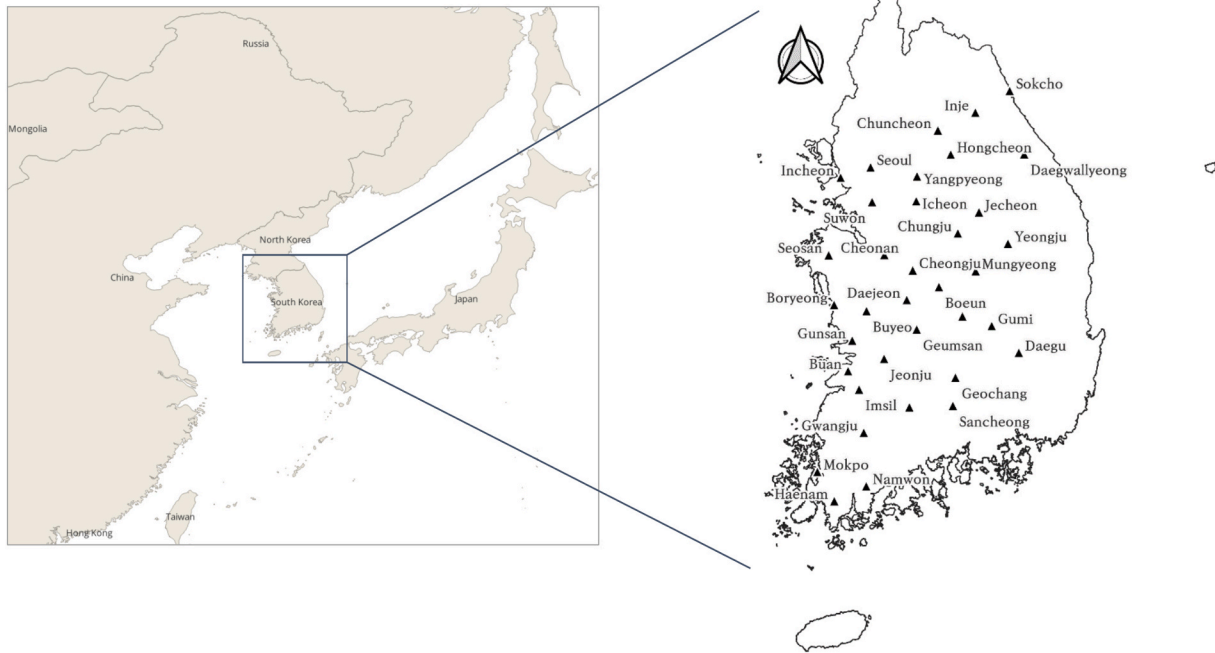 Russia
Mongolia
North Korea
China
South Korea
Japan
Taiwan
Hong Kong
Sokcho
Inje
Chuncheon
Hongcheon
Seoul
Daegwallyeong
Incheon
Yangpyeong
Icheon
Jecheon
Suwon
Chungju
Yeongju
Seosan
Cheonan
Cheongju
Mungyeong
Boryeong
Daejeon
Boeun
Gumi
Gunsan
Buyeo
Geumsan
Daegu
Buan
Jeonju
Geochang
Imsil
Sancheong
Gwangju
Mokpo
Namwon
Haenam